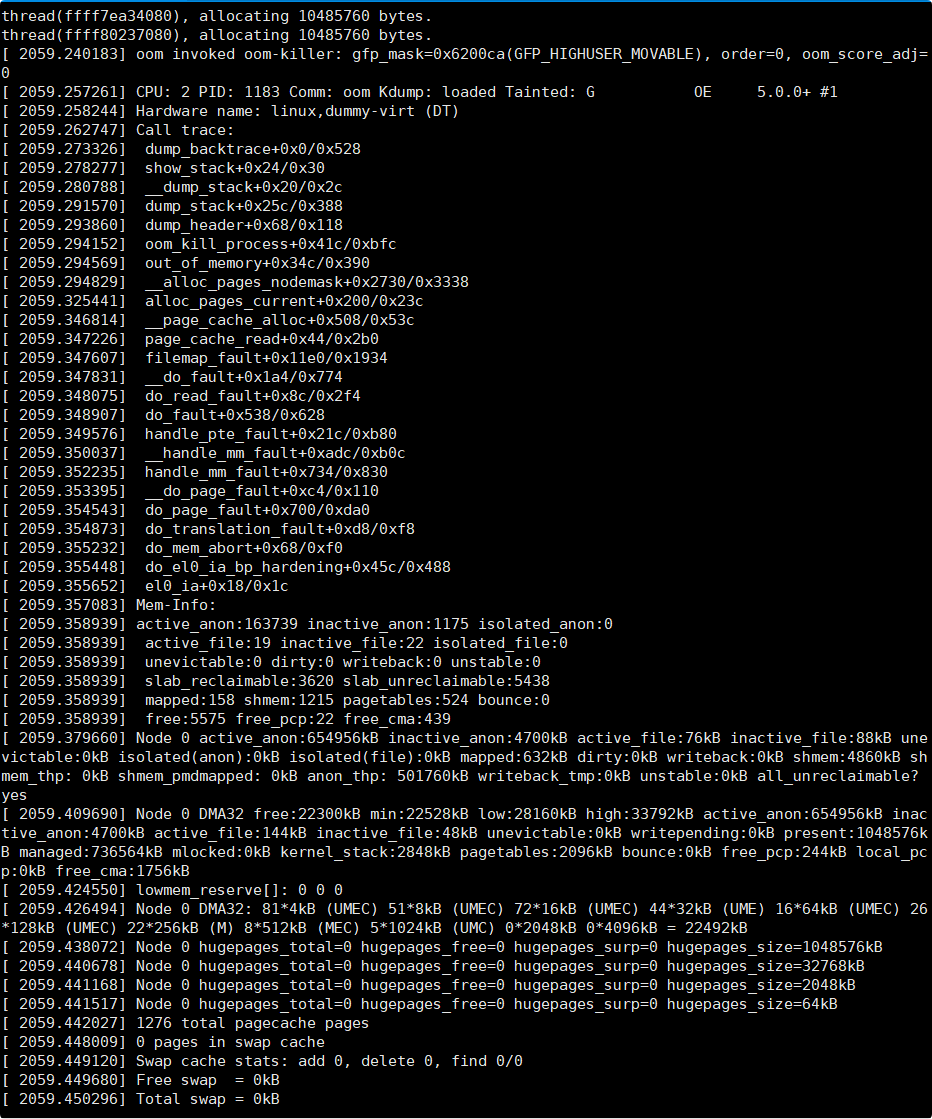 thread(ffff7ea34080), allocating 10485760 bytes.
thread(ffff80237080), allocating 10485760 bytes.
[ 2059.240183] oom invoked oom-killer: gfp_mask=0x6200ca(GFP_HIGHUSER_MOVABLE), order=0, oom_score_adj=
0
[ 2059.257261] CPU: 2 PID: 1183 Comm: oom Kdump: loaded Tainted: G           OE     5.0.0+ #1
[ 2059.258244] Hardware name: linux,dummy-virt (DT)
[ 2059.262747] Call trace:
[ 2059.273326]  dump_backtrace+0x0/0x528
[ 2059.278277]  show_stack+0x24/0x30
[ 2059.280788]  __dump_stack+0x20/0x2c
[ 2059.291570]  dump_stack+0x25c/0x388
[ 2059.293860]  dump_header+0x68/0x118
[ 2059.294152]  oom_kill_process+0x41c/0xbfc
[ 2059.294569]  out_of_memory+0x34c/0x390
[ 2059.294829]  __alloc_pages_nodemask+0x2730/0x3338
[ 2059.325441]  alloc_pages_current+0x200/0x23c
[ 2059.346814]  __page_cache_alloc+0x508/0x53c
[ 2059.347226]  page_cache_read+0x44/0x2b0
[ 2059.347607]  filemap_fault+0x11e0/0x1934
[ 2059.347831]  __do_fault+0x1a4/0x774
[ 2059.348075]  do_read_fault+0x8c/0x2f4
[ 2059.348907]  do_fault+0x538/0x628
[ 2059.349576]  handle_pte_fault+0x21c/0xb80
[ 2059.350037]  __handle_mm_fault+0xadc/0xb0c
[ 2059.352235]  handle_mm_fault+0x734/0x830
[ 2059.353395]  __do_page_fault+0xc4/0x110
[ 2059.354543]  do_page_fault+0x700/0xda0
[ 2059.354873]  do_translation_fault+0xd8/0xf8
[ 2059.355232]  do_mem_abort+0x68/0xf0
[ 2059.355448]  do_el0_ia_bp_hardening+0x45c/0x488
[ 2059.355652]  el0_ia+0x18/0x1c
[ 2059.357083] Mem-Info:
[ 2059.358939] active_anon:163739 inactive_anon:1175 isolated_anon:0
[ 2059.358939]  active_file:19 inactive_file:22 isolated_file:0
[ 2059.358939]  unevictable:0 dirty:0 writeback:0 unstable:0
[ 2059.358939]  slab_reclaimable:3620 slab_unreclaimable:5438
[ 2059.358939]  mapped:158 shmem:1215 pagetables:524 bounce:0
[ 2059.358939]  free:5575 free_pcp:22 free_cma:439
[ 2059.379660] Node 0 active_anon:654956kB inactive_anon:4700kB active_file:76kB inactive_file:88kB une
victable:0kB isolated(anon):0kB isolated(file):0kB mapped:632kB dirty:0kB writeback:0kB shmem:4860kB sh
mem_thp: 0kB shmem_pmdmapped: 0kB anon_thp: 501760kB writeback_tmp:0kB unstable:0kB all_unreclaimable?
yes
[ 2059.409690] Node 0 DMA32 free:22300kB min:22528kB low:28160kB high:33792kB active_anon:654956kB inac
tive_anon:4700kB active_file:144kB inactive_file:48kB unevictable:0kB writepending:0kB present:1048576k
B managed:736564kB mlocked:0kB kernel_stack:2848kB pagetables:2096kB bounce:0kB free_pcp:244kB local_pc
p:0kB free_cma:1756kB
[ 2059.424550] lowmem_reserve[]: 0 0 0
[ 2059.426494] Node 0 DMA32: 81*4kB (UMEC) 51*8kB (UMEC) 72*16kB (UMEC) 44*32kB (UME) 16*64kB (UMEC) 26
*128kB (UMEC) 22*256kB (M) 8*512kB (MEC) 5*1024kB (UMC) 0*2048kB 0*4096kB = 22492kB
[ 2059.438072] Node 0 hugepages_total=0 hugepages_free=0 hugepages_surp=0 hugepages_size=1048576kB
[ 2059.440678] Node 0 hugepages_total=0 hugepages_free=0 hugepages_surp=0 hugepages_size=32768kB
[ 2059.441168] Node 0 hugepages_total=0 hugepages_free=0 hugepages_surp=0 hugepages_size=2048kB
[ 2059.441517] Node 0 hugepages_total=0 hugepages_free=0 hugepages_surp=0 hugepages_size=64kB
[ 2059.442027] 1276 total pagecache pages
[ 2059.448009] 0 pages in swap cache
[ 2059.449120] Swap cache stats: add 0, delete 0, find 0/0
[ 2059.449680] Free swap  = 0kB
[ 2059.450296] Total swap = 0kB